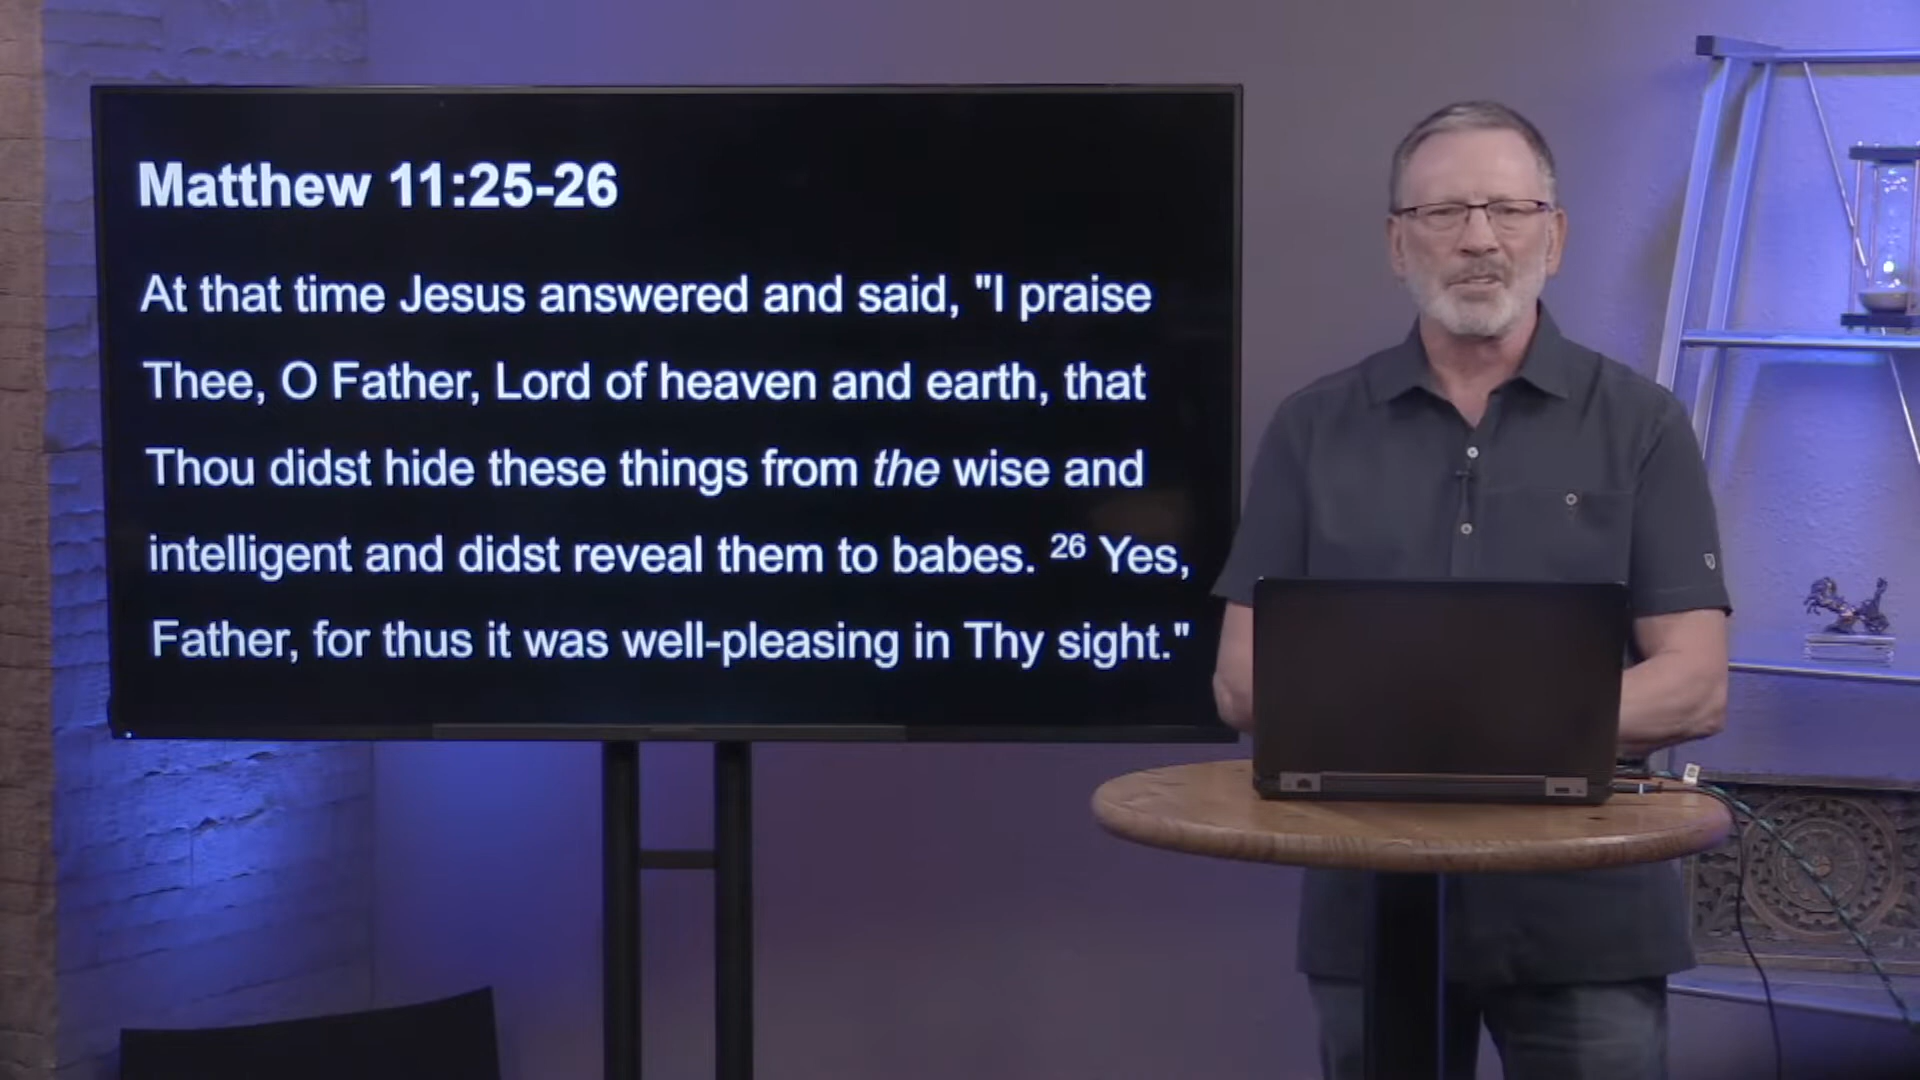 Matthew 11:25-26
At that time Jesus answered and said, "I praise
Thee, O Father, Lord of heaven and earth, that
Thou didst hide these things from the wise and
intelligent and didst reveal them to babes. 26 Yes,
Father, for thus it was well-pleasing in Thy sight."